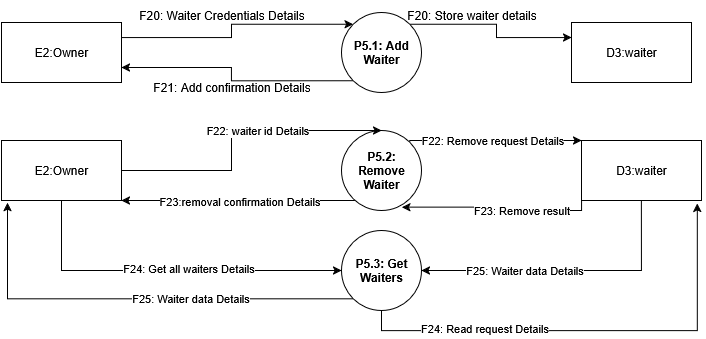 F20: Waiter Credentials Details
F20: Store waiter details
E2:Owner
P5.1: Add
Waiter
D3:waiter
F21: Add confirmation Details
F22: waiter id Details
F22: Remove request Details
E2:Owner
P5.2:
Remove
Waiter
D3:waiter
F23:removal confirmation Details
F23: Remove result
F24: Get all waiters Details
P5.3: Get
Waiters
F25: Waiter data Details
F25: Waiter data Details
F24: Read request Details